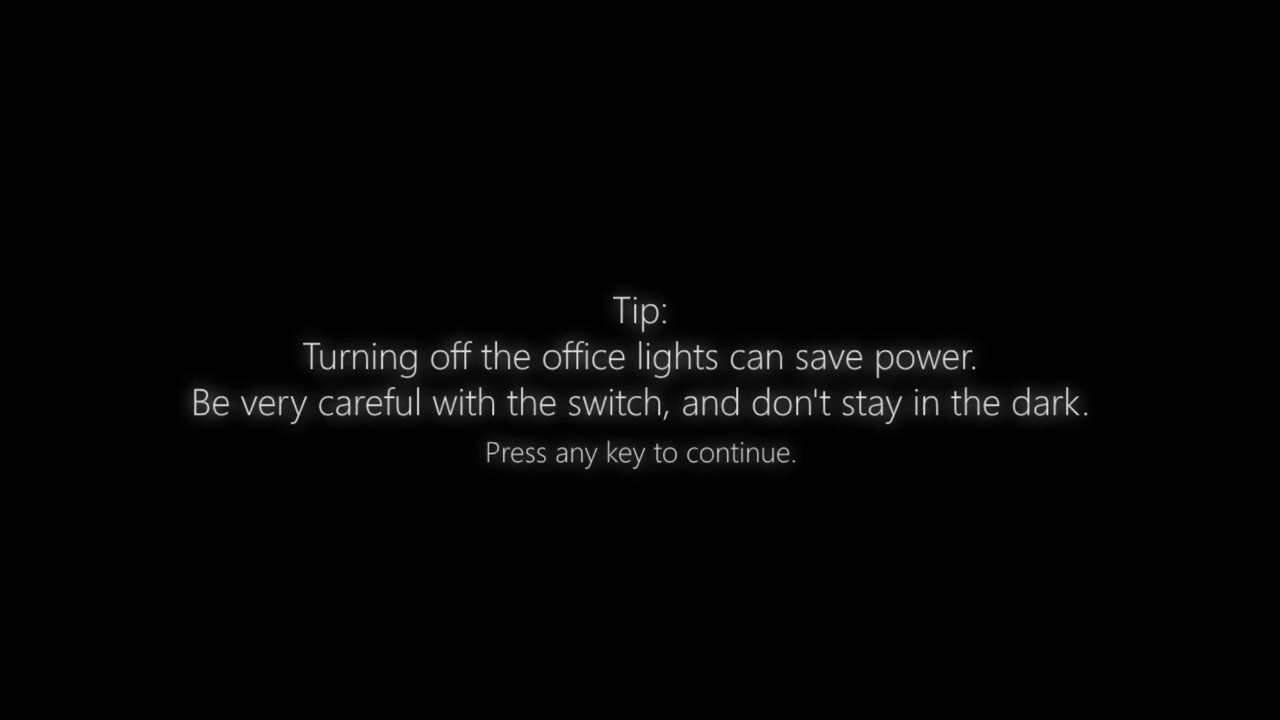 Tip:
Turning off the office lights can save power.
Be very careful with the switch, and don't stay in the dark.
Press any key to continue.